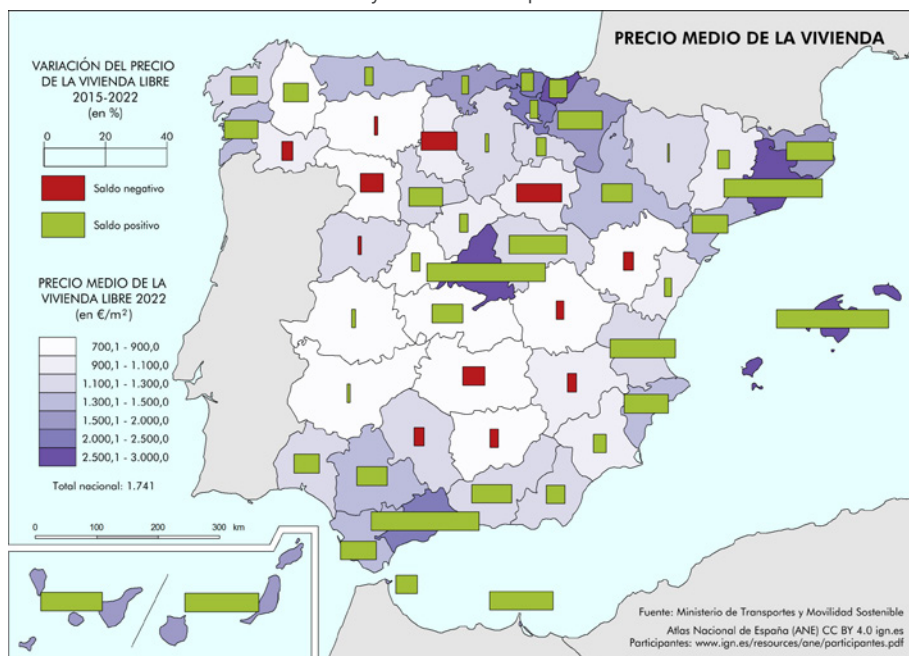 PRECIO MEDIO DE LA VIVIENDA
VARIACIÓN DEL PRECIO
DE LA VIVIENDA LIBRE
2015-2022
(en %)
0 20 40
Saldo negativo
Saldo positivo
PRECIO MEDIO DE LA
VIVIENDA LIBRE 2022
(en €/m²)
700,1 - 900,0
900,1 - 1.100,0
1.100,1 - 1.300,0
1.300,1 - 1.500,0
1.500,1 - 2.000,0
2.000,1 - 2.500,0
2.500,1 - 3.000,0
Total nacional: 1.741
0 100 200 300 km
Fuente: Ministerio de Transportes y Movilidad Sostenible
Atlas Nacional de España (ANE) CC BY 4.0 ign.es
Participantes: www.ign.es/resources/ane/participantes.pdf